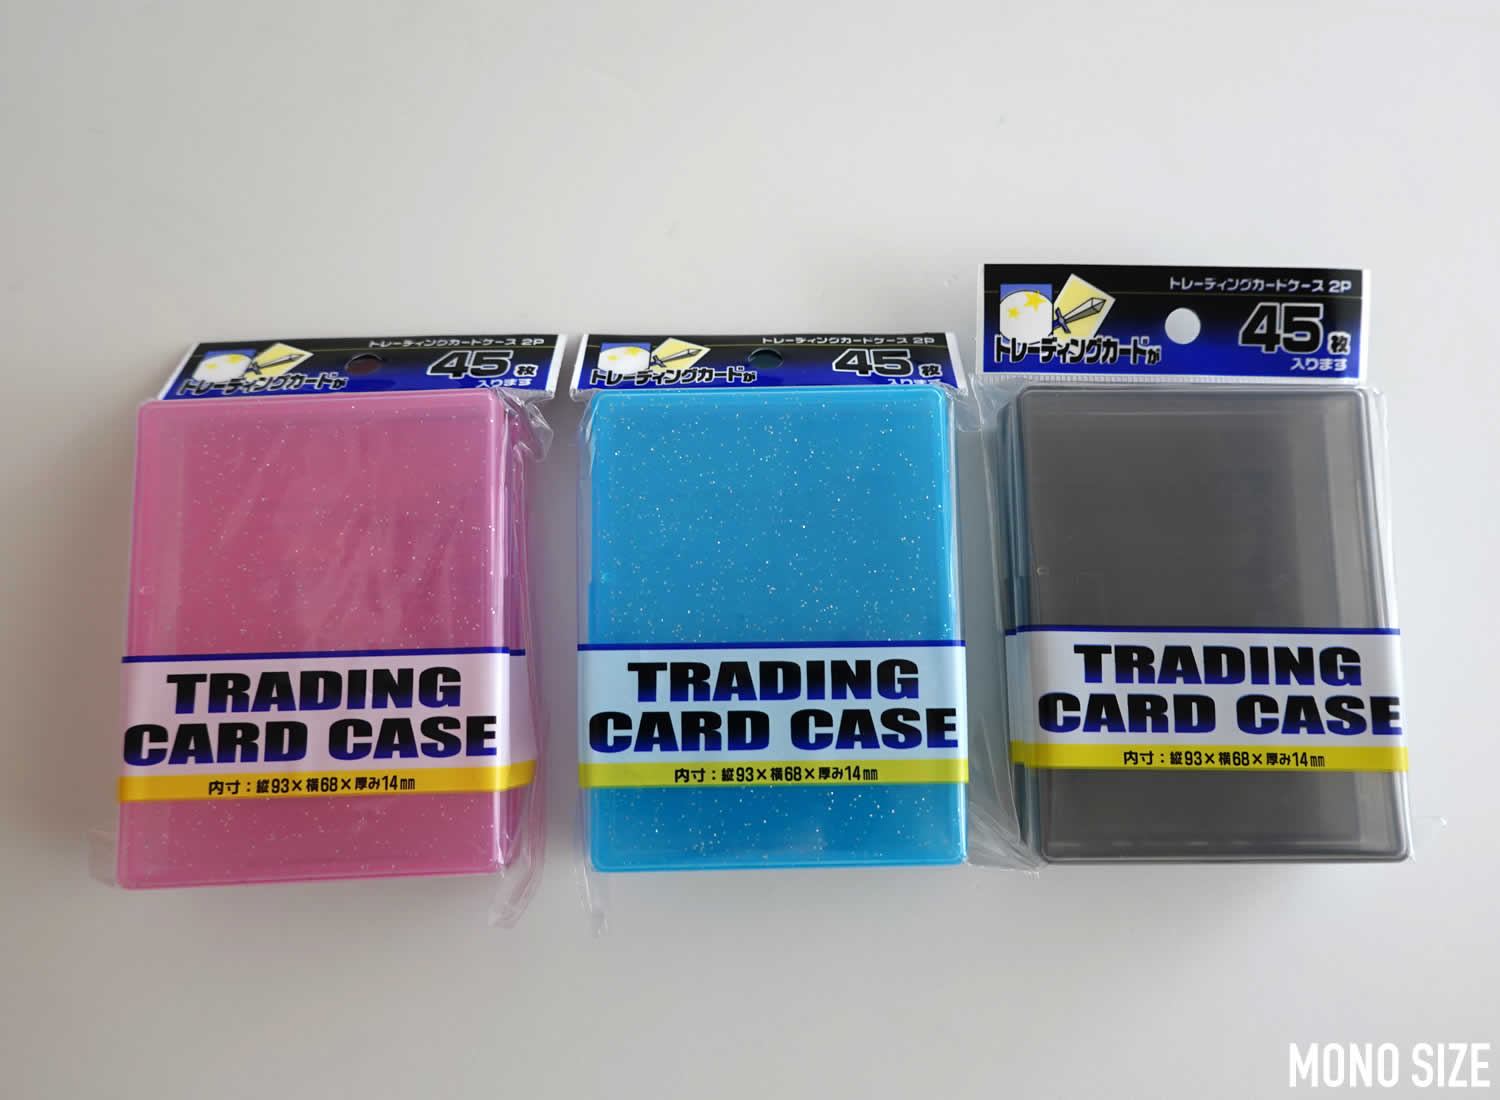 トレーディングカードケース 2P
トレーディングカードが
45枚
入ります
TRADING
CARD CASE
内寸：縦93×横68×厚み14㎜
トレーディングカードケース 2P
トレーディングカードが
45枚
入ります
TRADING
CARD CASE
内寸：縦93×横68×厚み14㎜
トレーディングカードケース 2P
トレーディングカードが
45枚
入ります
TRADING
CARD CASE
内寸：縦93×横68×厚み14㎜
MONO SIZE